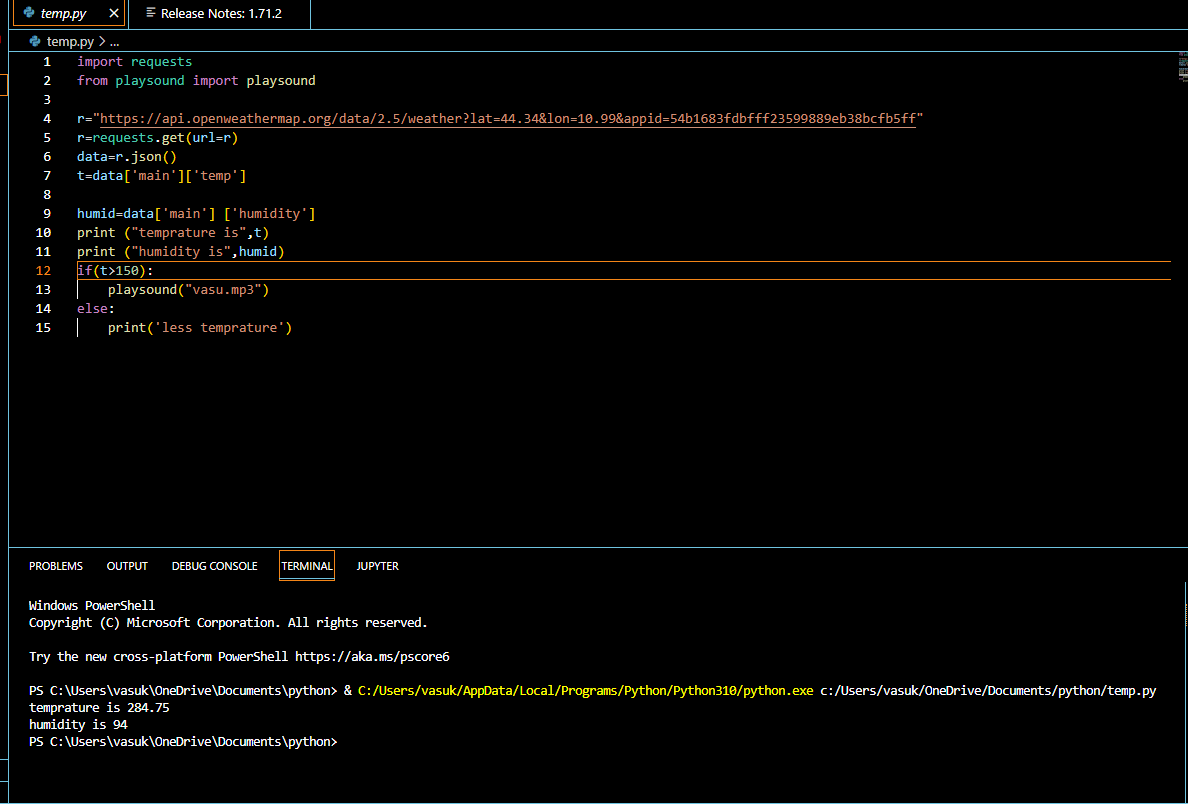 temp.py
Release Notes: 1.71.2
temp.py > ...
1 import requests
2 from playsound import playsound
3
4 r="https://api.openweathermap.org/data/2.5/weather?lat=44.34&lon=10.99&appid=54b1683fdbfff23599889eb38bcfb5ff"
5 r=requests.get(url=r)
6 data=r.json()
7 t=data['main']['temp']
8
9 humid=data['main'] ['humidity']
10 print ("temprature is",t)
11 print ("humidity is",humid)
12 if(t>150):
13     playsound("vasu.mp3")
14 else:
15     print('less temprature')
PROBLEMS OUTPUT DEBUG CONSOLE TERMINAL JUPYTER
Windows PowerShell
Copyright (C) Microsoft Corporation. All rights reserved.
Try the new cross-platform PowerShell https://aka.ms/pscore6
PS C:\Users\vasuk\OneDrive\Documents\python> & C:/Users/vasuk/AppData/Local/Programs/Python/Python310/python.exe c:/Users/vasuk/OneDrive/Documents/python/temp.py
temprature is 284.75
humidity is 94
PS C:\Users\vasuk\OneDrive\Documents\python>